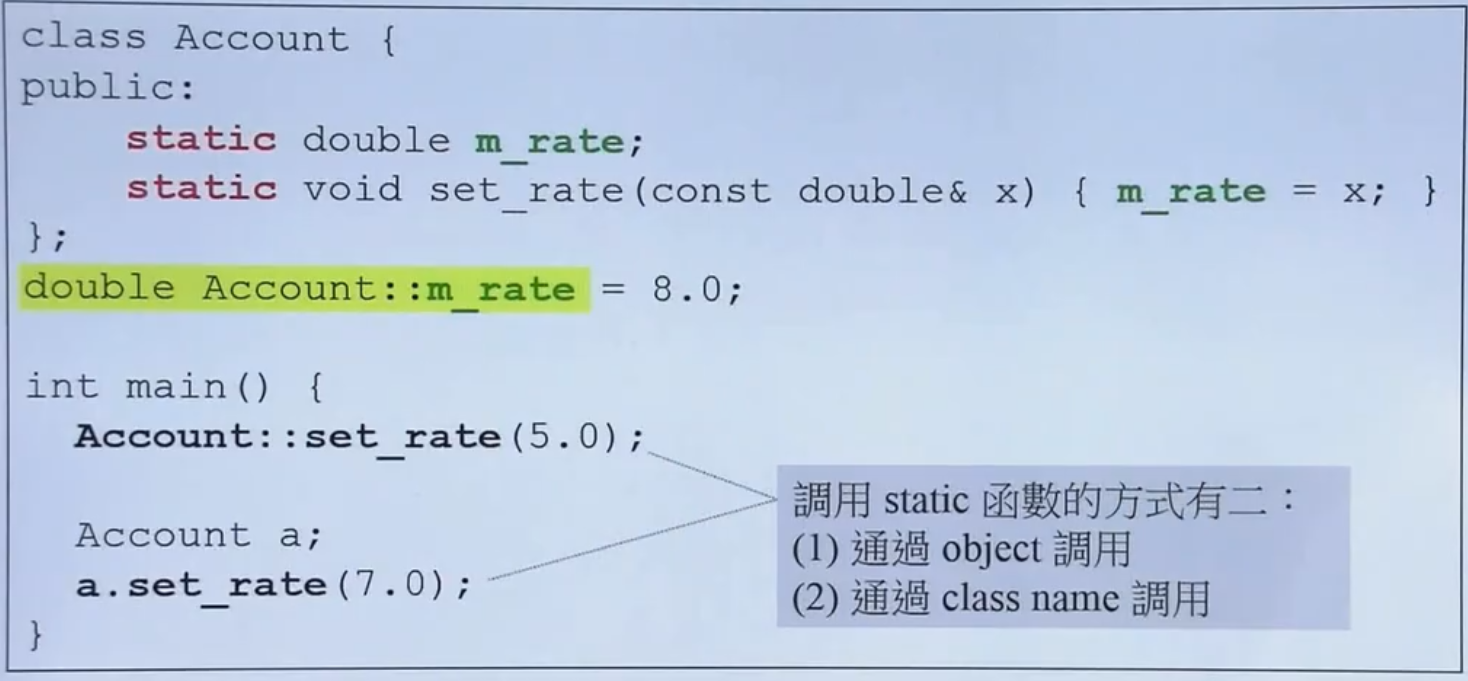 class Account {
public:
    static double m_rate;
    static void set_rate(const double& x) { m_rate = x; }
};
double Account::m_rate = 8.0;
int main() {
  Account::set_rate(5.0);
  Account a;
  a.set_rate(7.0);
}
調用 static 函數的方式有二：
(1) 通過 object 調用
(2) 通過 class name 調用